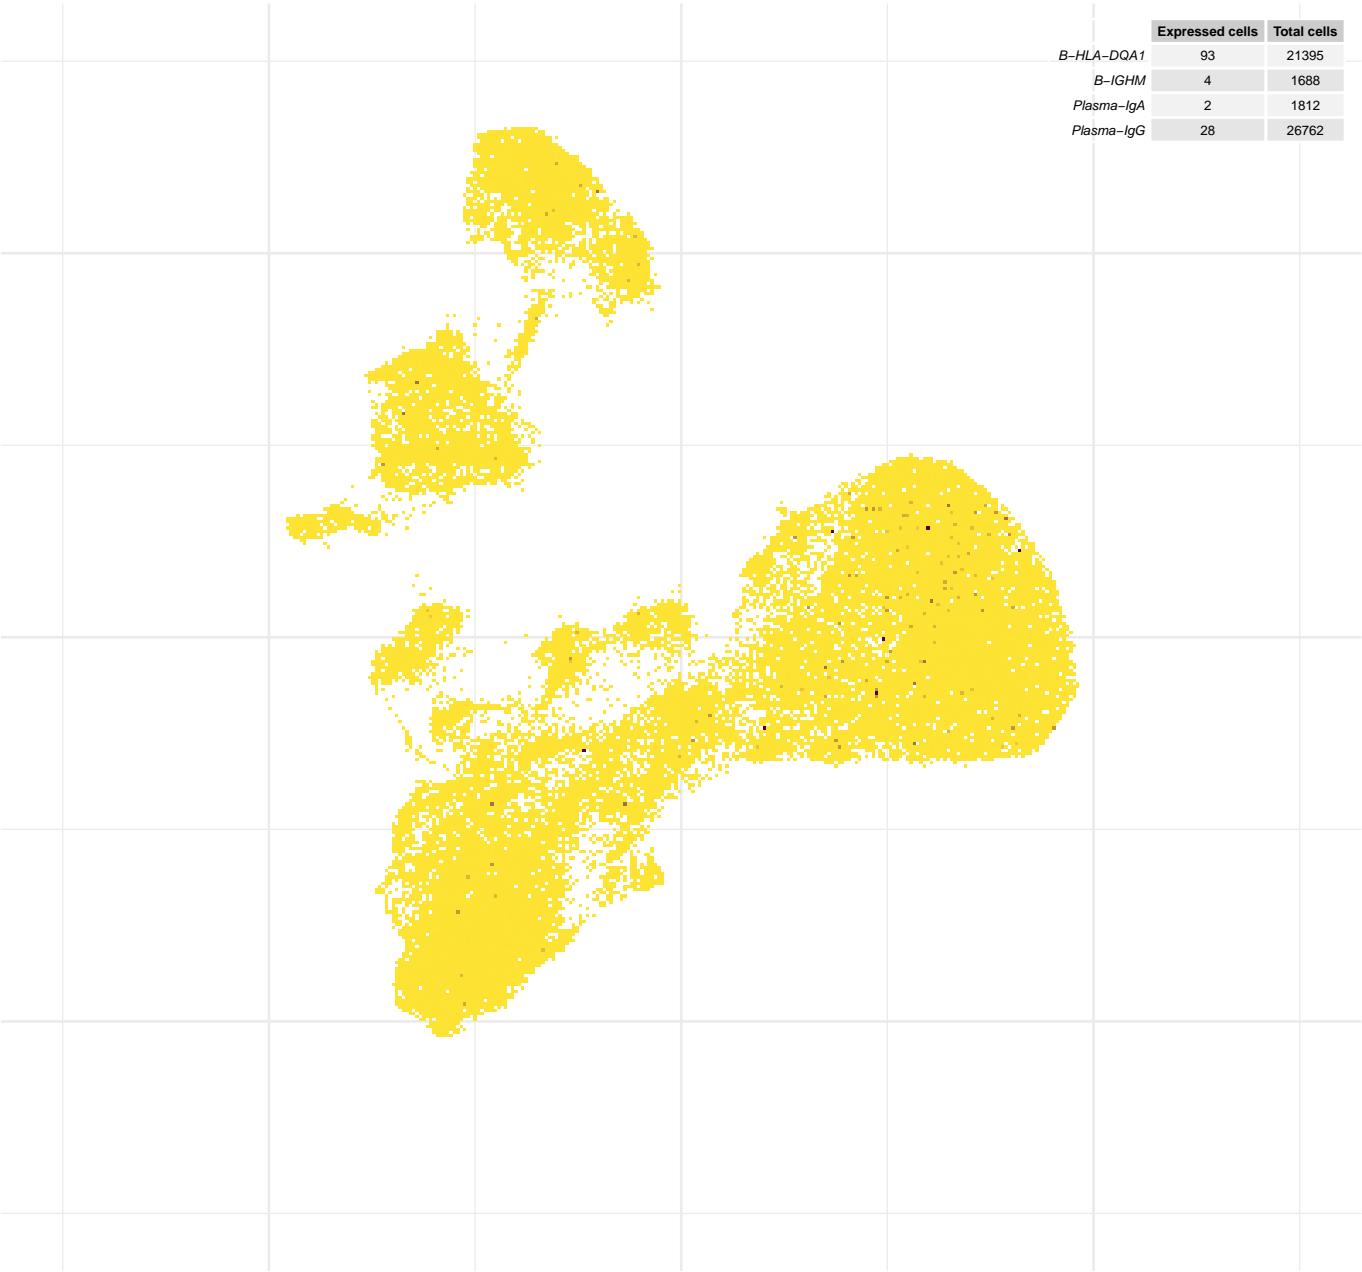 Expressed cells Total cells
B−HLA−DQA1 93 21395
B−IGHM 4 1688
Plasma−IgA 2 1812
Plasma−IgG 28 26762